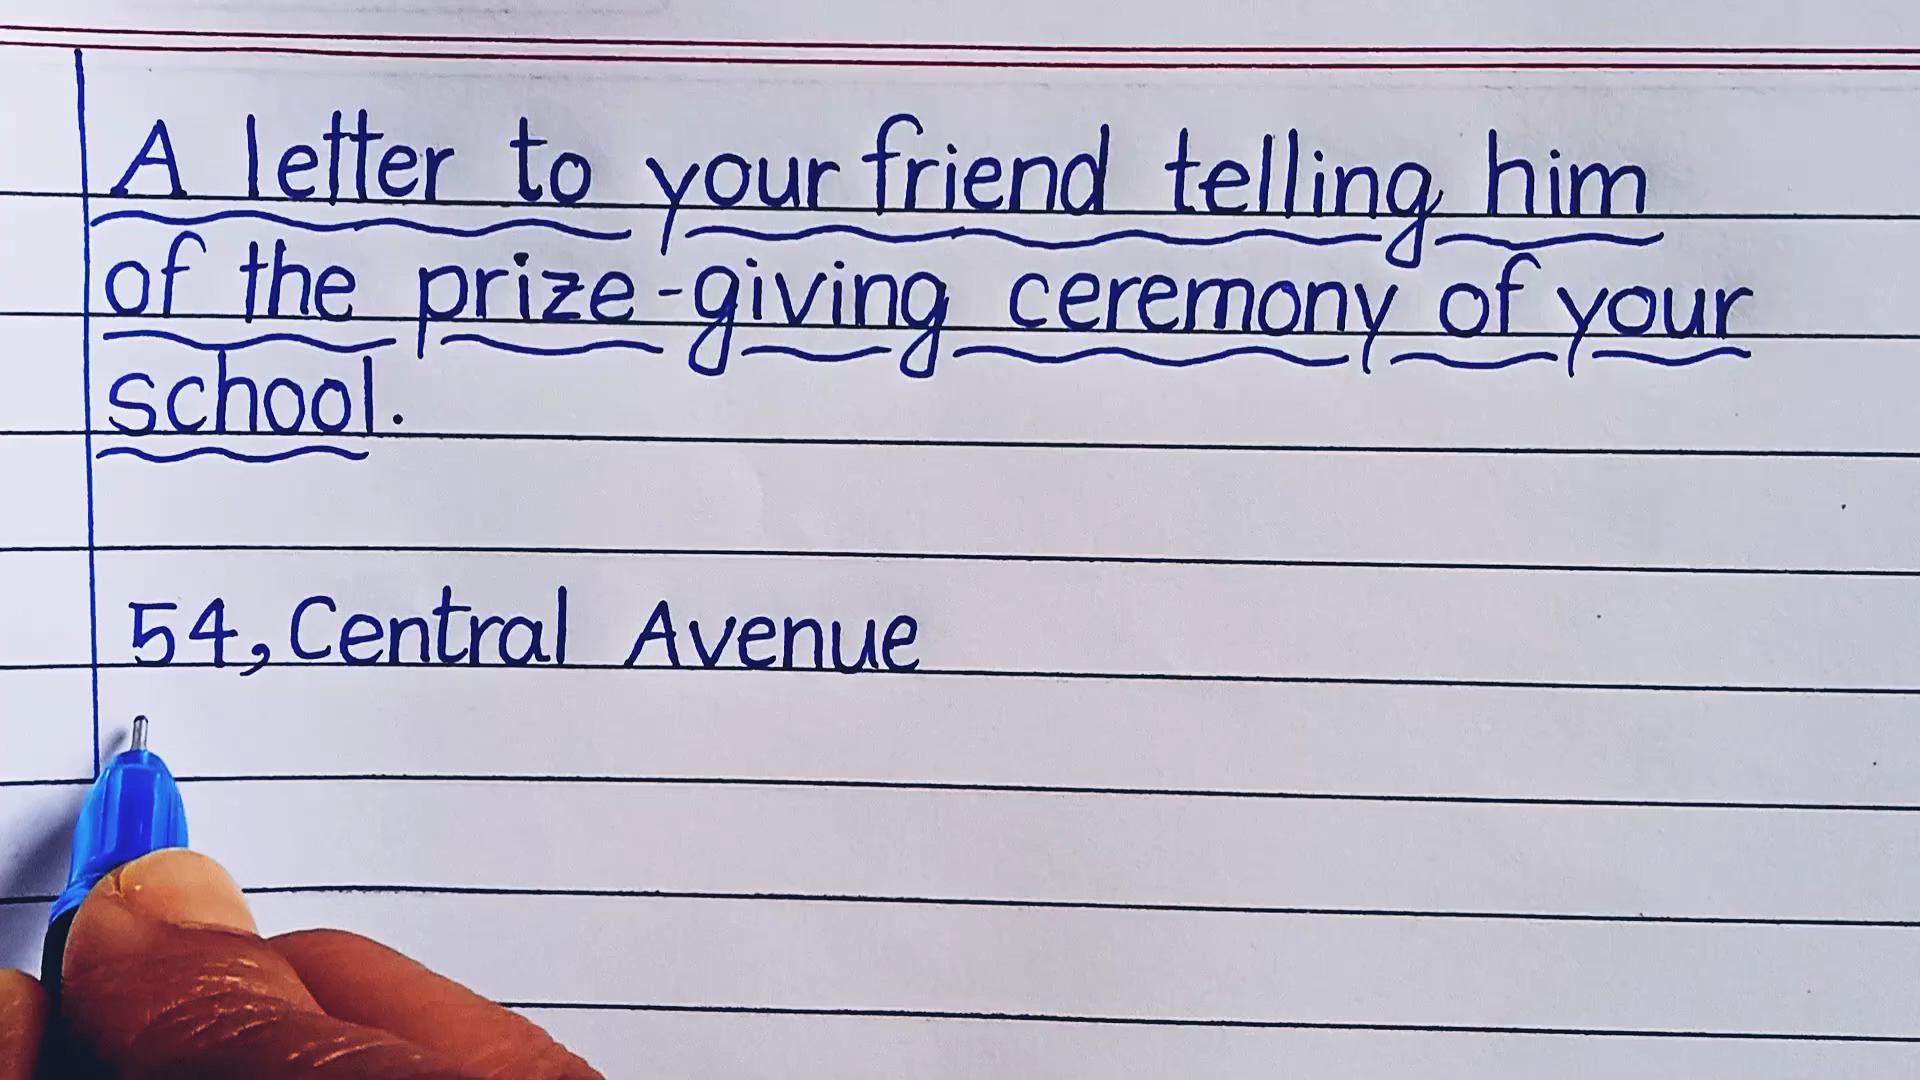 A letter to your friend telling him
of the prize-giving ceremony of your
school.
54, Central Avenue